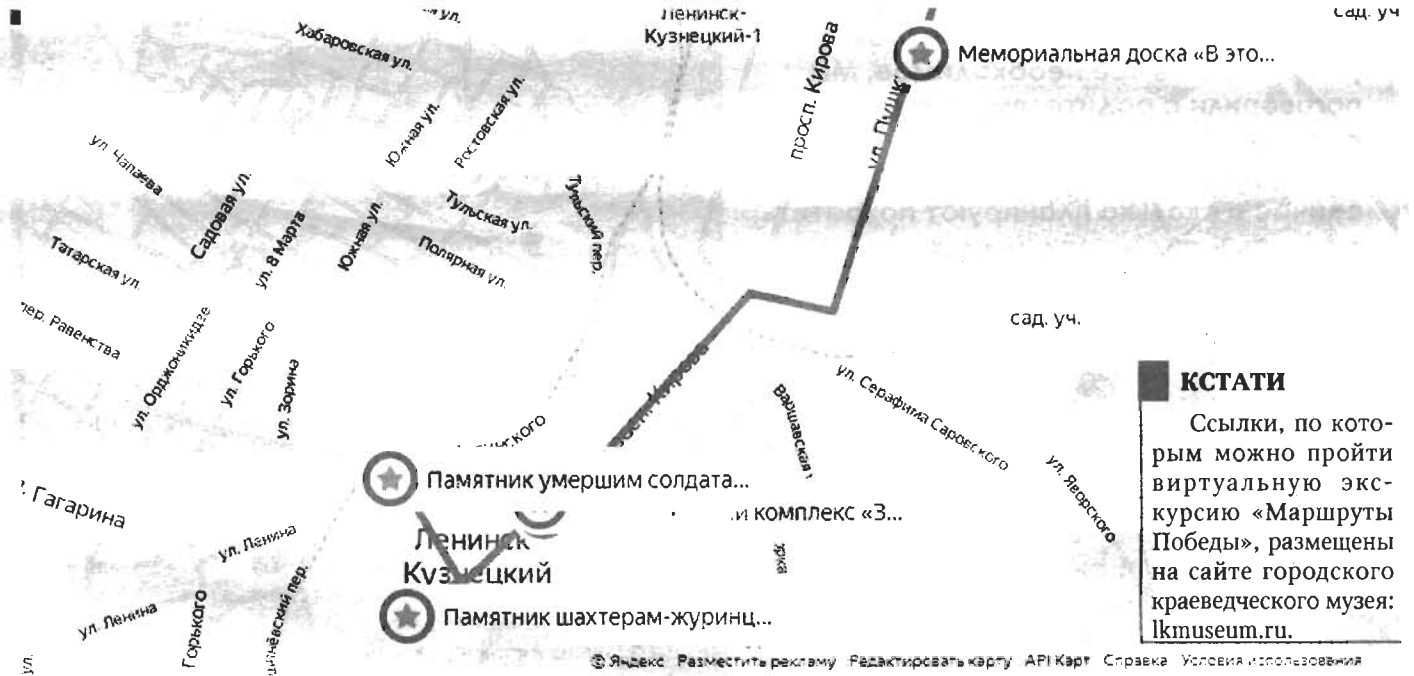 Хабаровская ул.
Ленинск-
Кузнецкий-1
просп. Кирова
Мемориальная доска «В это...
сад. уч
Южная ул.
Ростовская ул.
ул. Чапаева
Садовая ул.
ул. 8 Марта
Южная ул.
Тульская ул.
Тульский пер.
Татарская ул.
Полярная ул.
пер. Равенства
ул. Орджоникидзе
ул. Горького
ул. Зорина
сад. уч.
ул. Серафима Саровского
Варшавская
ул. Яворского
Памятник умершим солдата...
и комплекс «З...
Гагарина
ул. Ленина
Ленинск
Кузнецкий
Памятник шахтерам-журинц...
ул. Ленина
Горького
пер.
ул.
КСТАТИ
Ссылки, по кото-
рым можно пройти
виртуальную экс-
курсию «Маршруты
Победы», размещены
на сайте городского
краеведческого музея:
lkmuseum.ru.
© Яндекс Разместить рекламу Редактировать карту API Карт Справка Условия использования